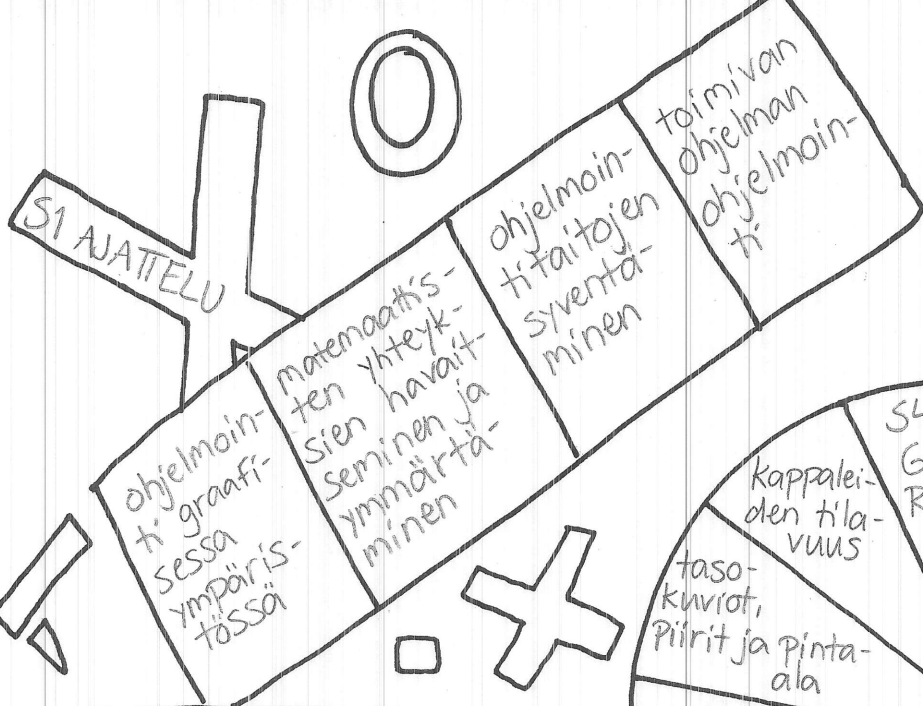 S1 AJATTELU
ohjelmoin-
ti graafi-
sessa
ympäris-
tössä
matemaattis-
ten yhteyk-
sien havait-
seminen ja
ymmärtä-
minen
ohjelmoin-
titaitojen
syventä-
minen
toimivan
ohjelman
ohjelmoin-
ti
kappalei-
den tila-
vuus
taso-
kuviot,
piirit ja pinta-
ala